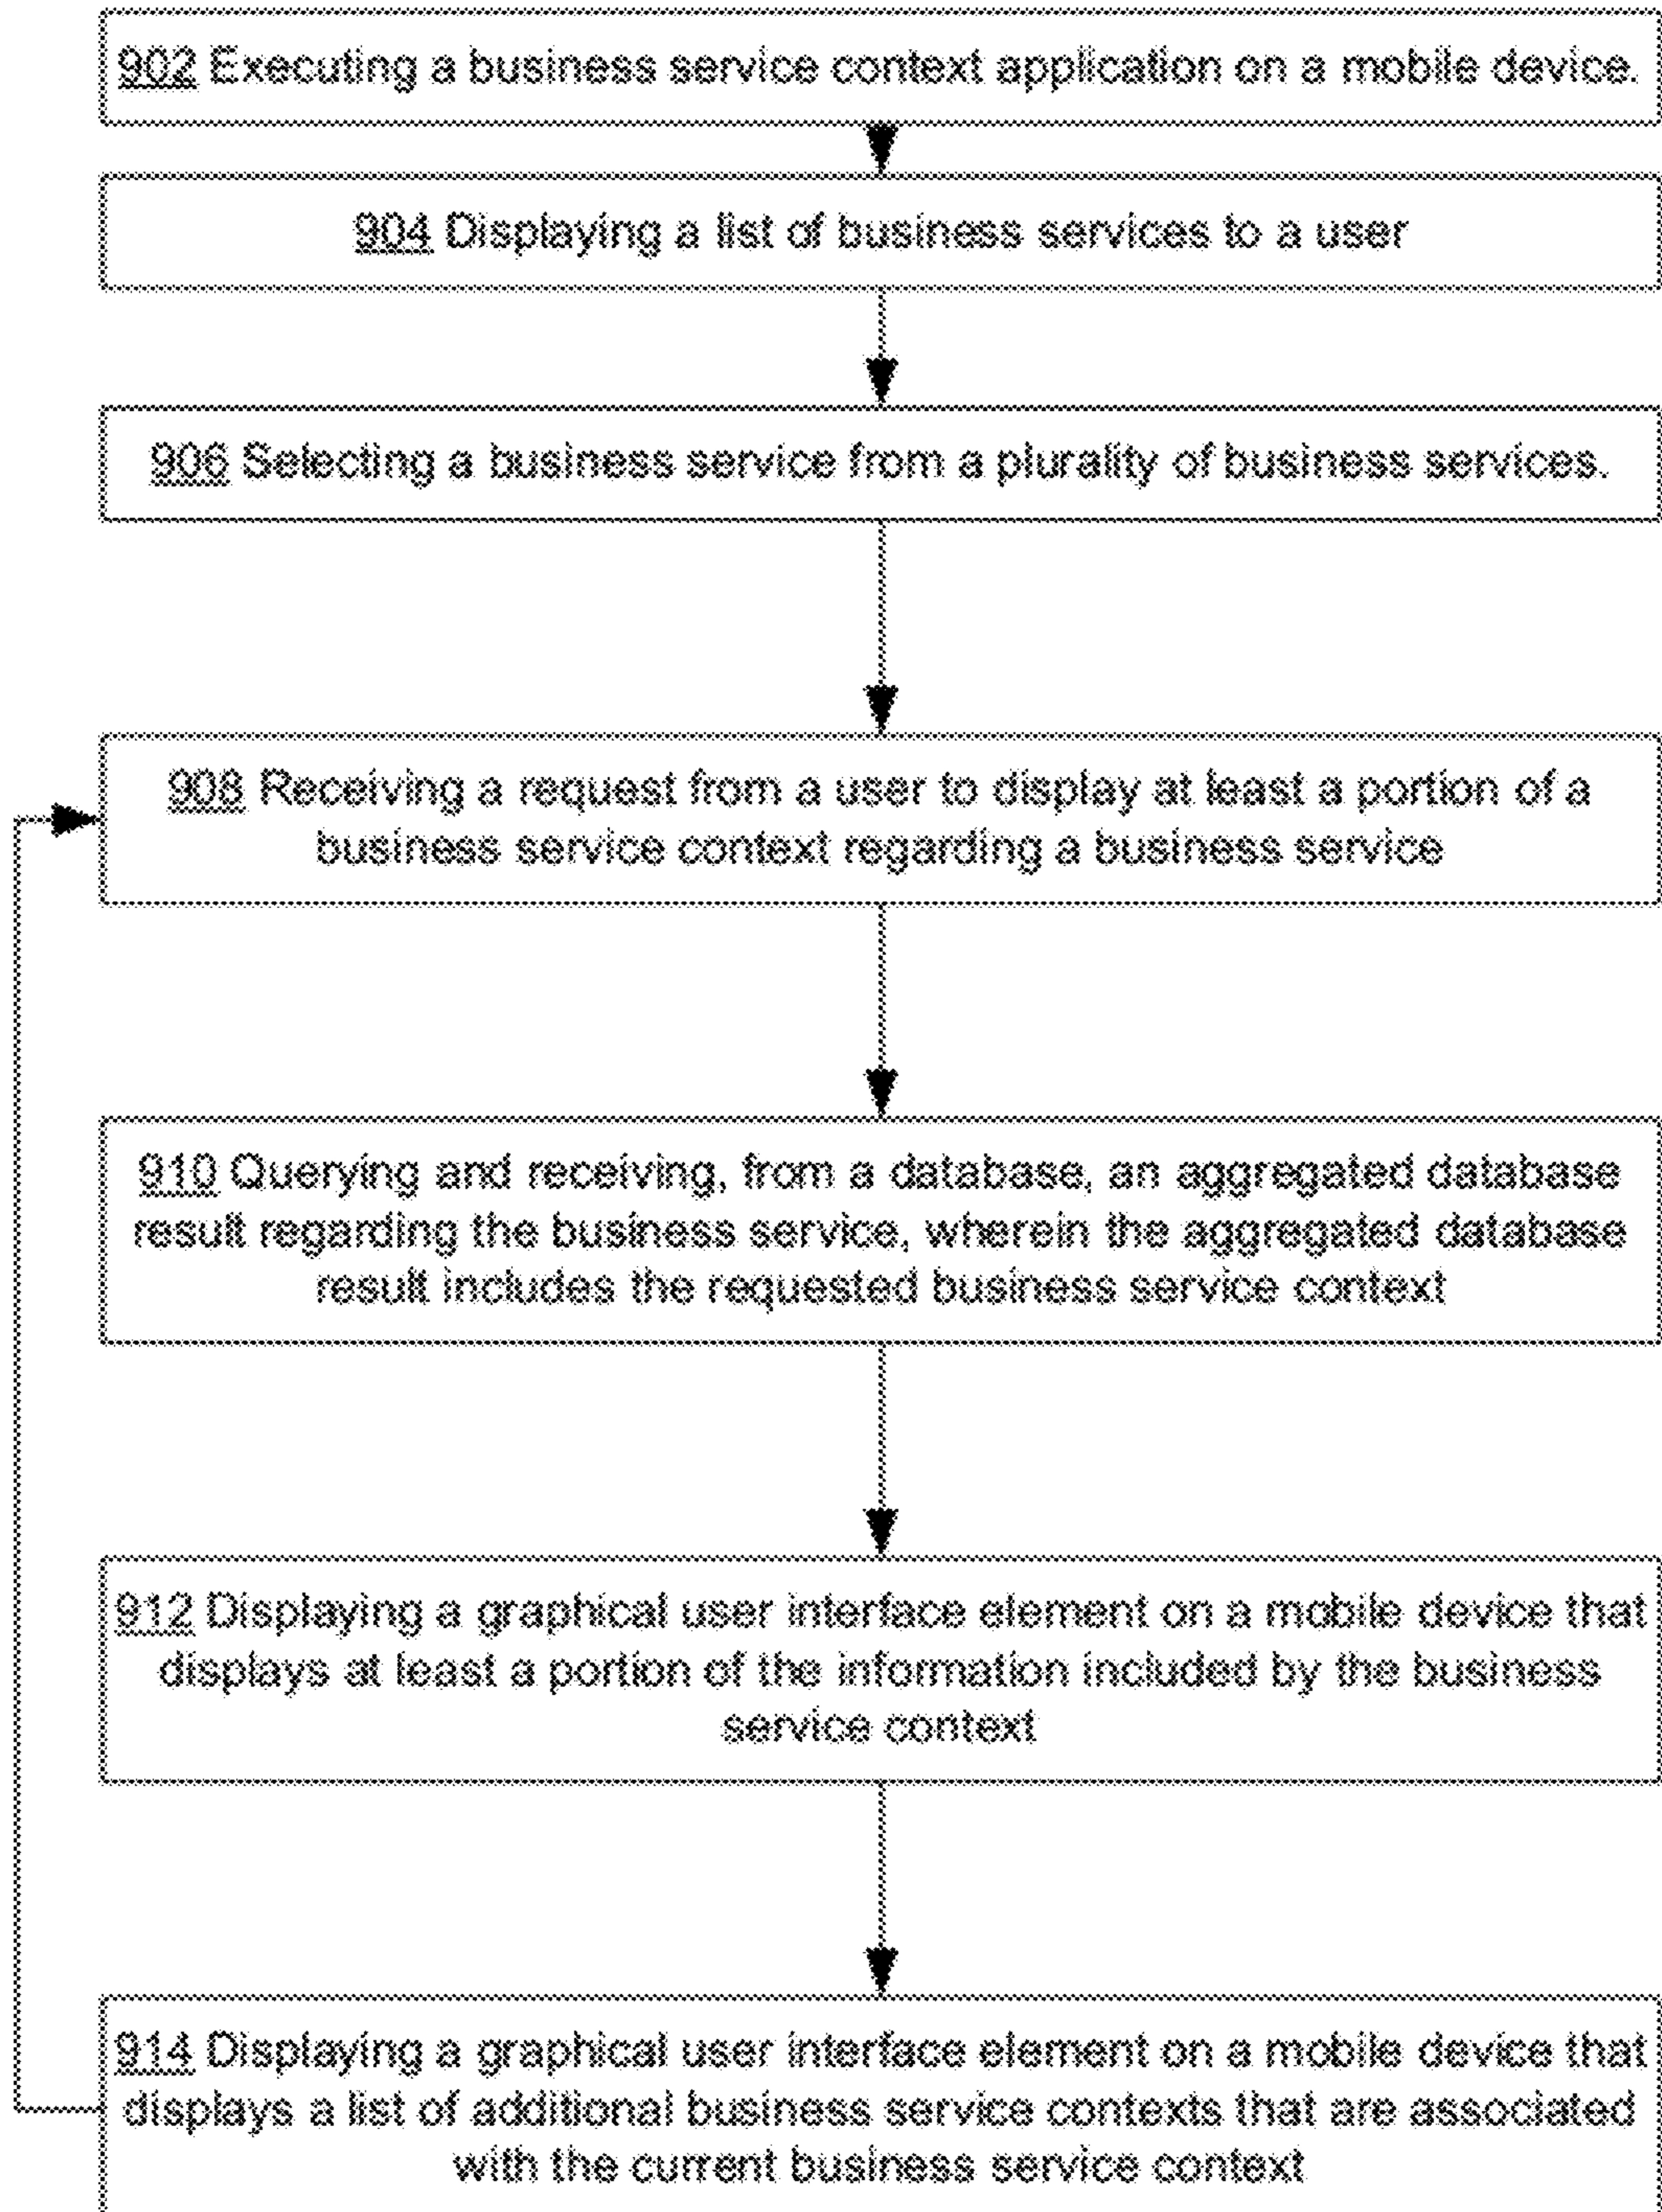 902 Executing a business service context application on a mobile device.
904 Displaying a list of business services to a user
906 Selecting a business service from a plurality of business services.
908 Receiving a request from a user to display at least a portion of a
business service context regarding a business service
910 Querying and receiving, from a database, an aggregated database
result regarding the business service, wherein the aggregated database
result includes the requested business service context
912 Displaying a graphical user interface element on a mobile device that
displays at least a portion of the information included by the business
service context
914 Displaying a graphical user interface element on a mobile device that
displays a list of additional business service contexts that are associated
with the current business service context